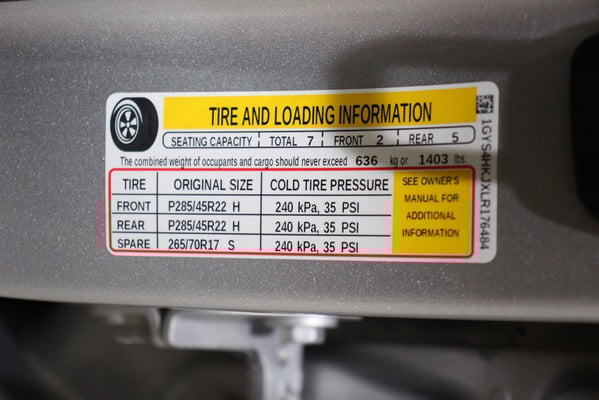 TIRE AND LOADING INFORMATION
SEATING CAPACITY TOTAL 7 FRONT 2 REAR 5
The combined weight of occupants and cargo should never exceed 636 kg or 1403 lbs.
TIRE ORIGINAL SIZE COLD TIRE PRESSURE
FRONT P285/45R22 H 240 kPa, 35 PSI
REAR P285/45R22 H 240 kPa, 35 PSI
SPARE 265/70R17 S 240 kPa, 35 PSI
SEE OWNER'S
MANUAL FOR
ADDITIONAL
INFORMATION
1GYS4HKJXLR176484